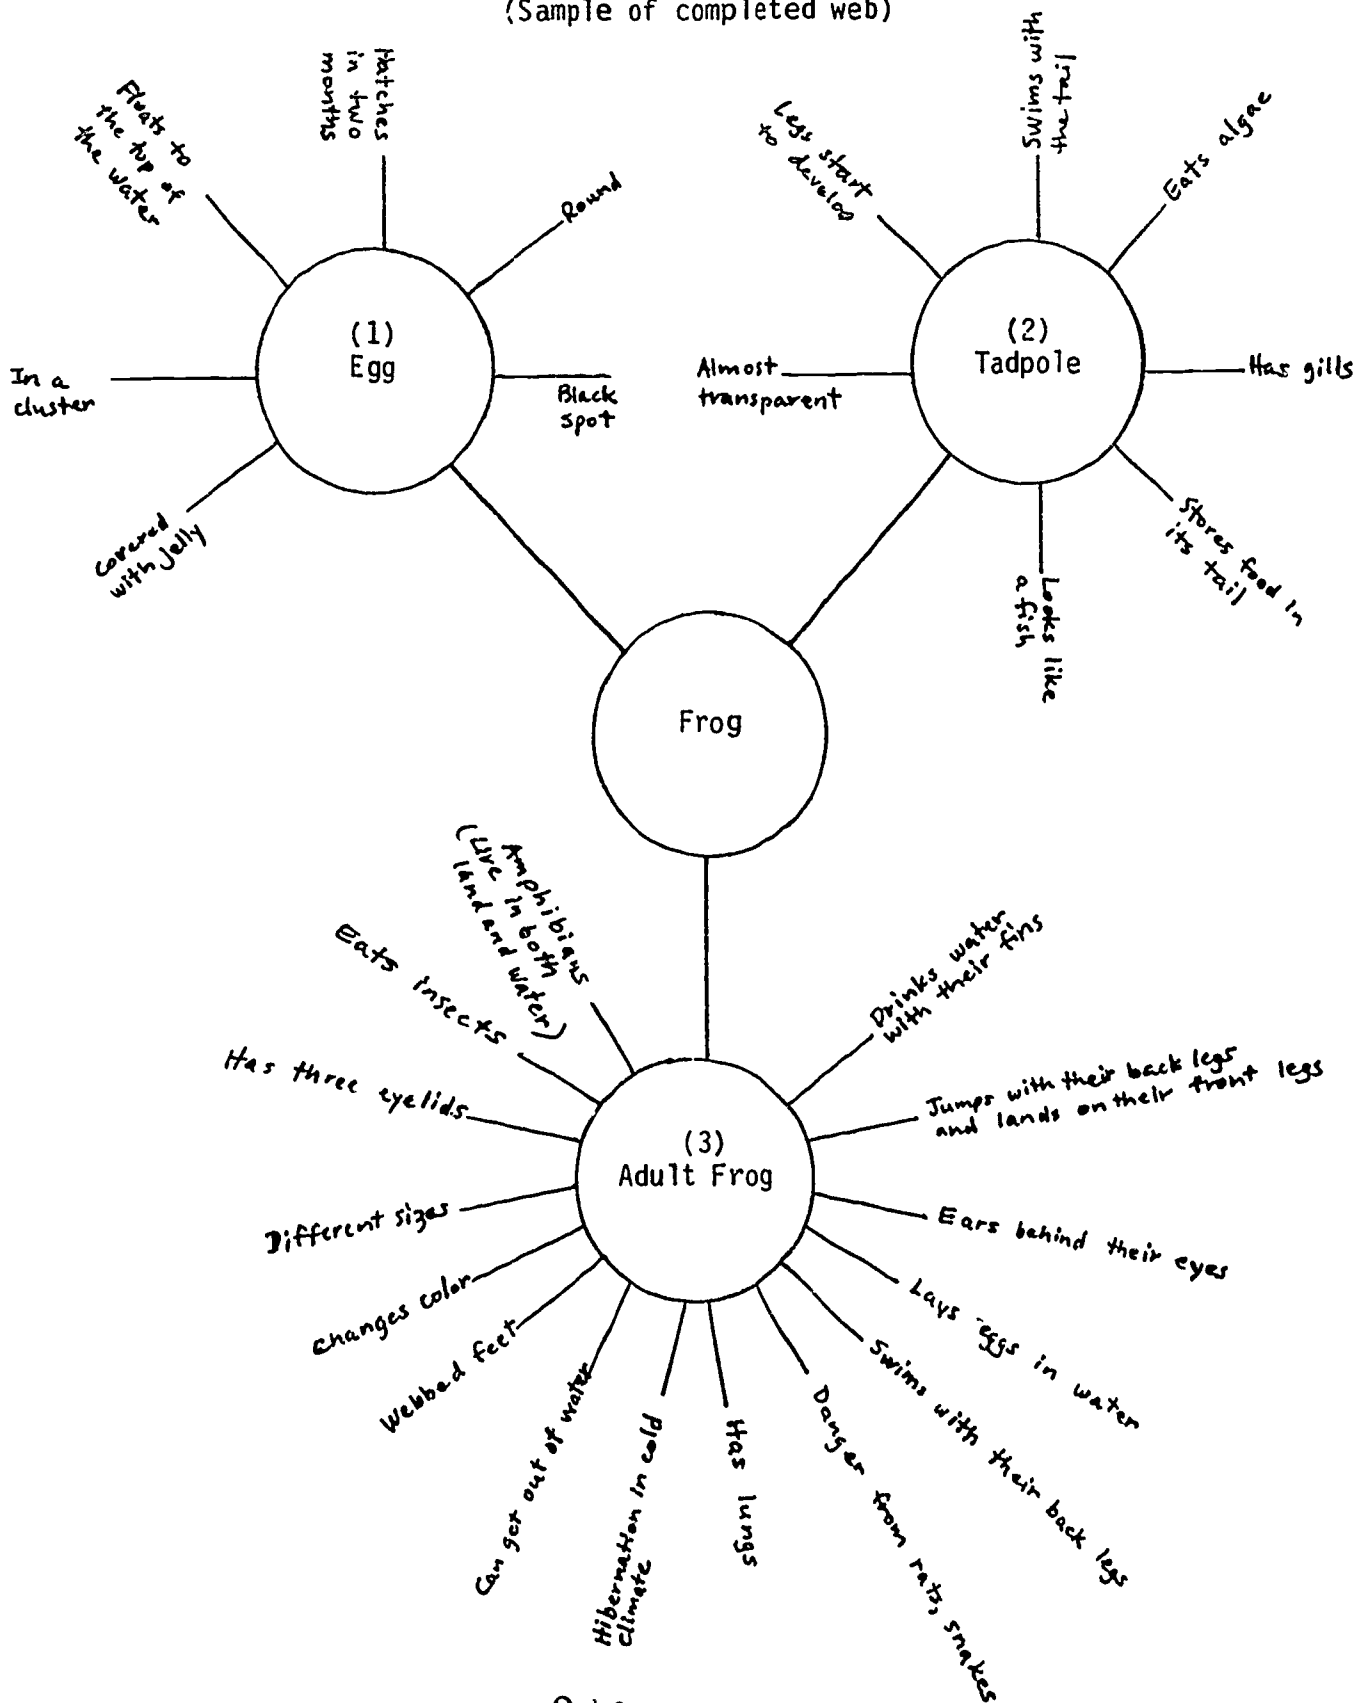 (Sample of completed web)
Floats to
the top of
the water
Hatches
in two
months
Round
(1)
Egg
In a
cluster
Black
spot
covered
with jelly
Legs start
to develop
Swims with
the tail
Eats algae
(2)
Tadpole
Almost
transparent
Has gills
Stores food in
its tail
Looks like
a fish
Frog
Amphibians
(Live in both
land and water)
Eats insects
Has three eyelids
Different sizes
changes color
Webbed feet
Can get out of water
Hibernation in cold
climate
Has lungs
Danger from rats, snakes
Swims with their back legs
Lays eggs in water
Ears behind their eyes
Jumps with their back legs
and lands on their front legs
Drinks water
with their fins
(3)
Adult Frog